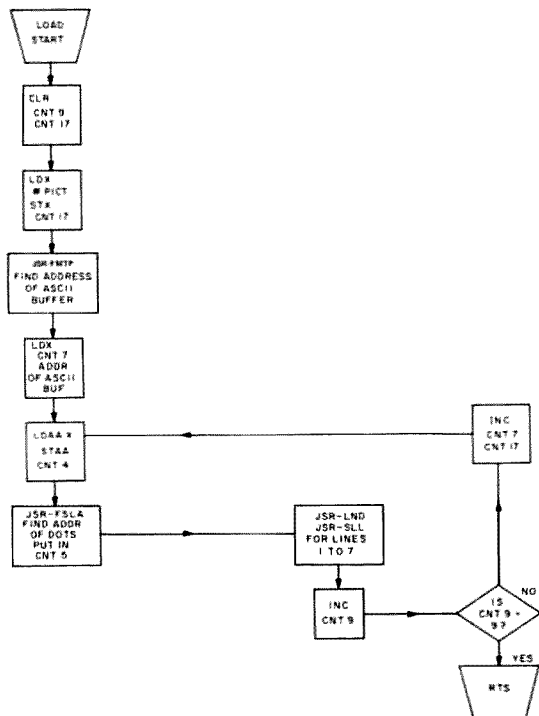 LOAD
START
CLR
CNT 9
CNT 17
LDX
# PICT
STX
CNT 17
FIND ADDRESS
OF ASCII
BUFFER
LDX
CNT 7
ADDR
OF ASCII
BUF
LDAA X
STAA
CNT 4
INC
CNT 7
CNT 17
JSR-FSLA
FIND ADDR
OF DOTS
PUT IN
CNT 5
JSR-LND
JSR-SLL
FOR LINES
1 TO 7
INC
CNT 9
IS
CNT 9 =
9?
NO
YES
RTS